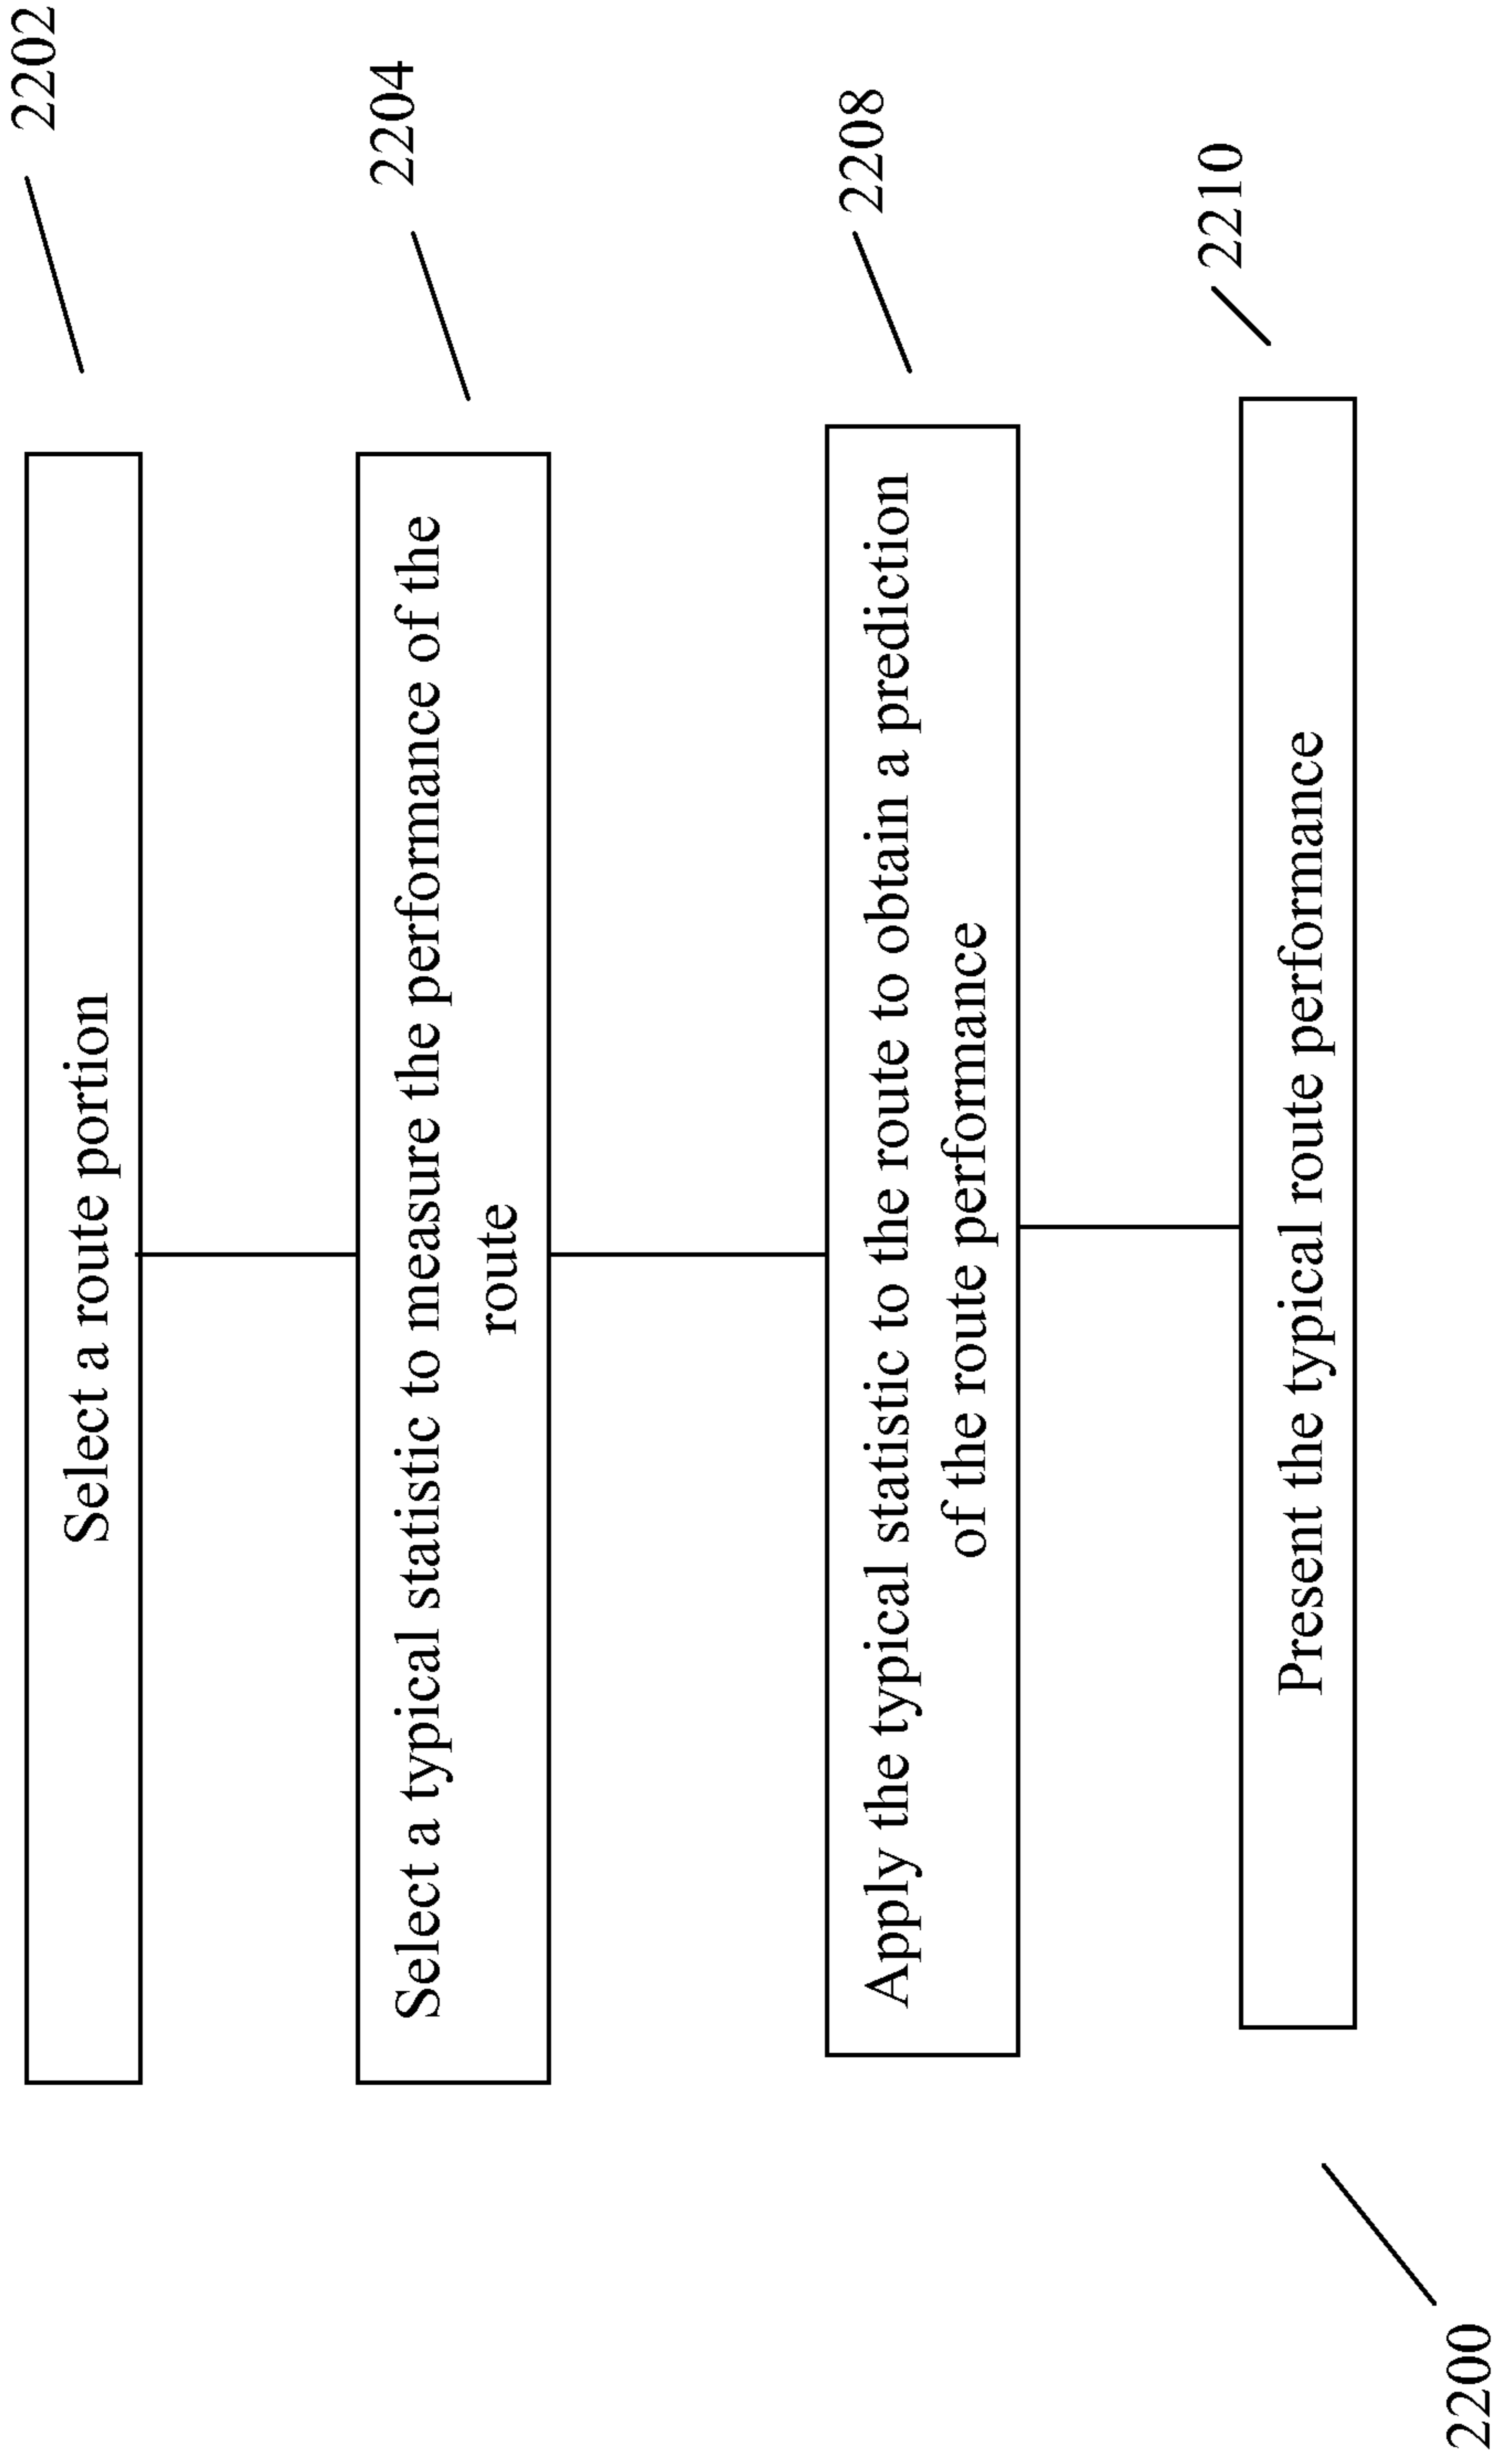 2202
Select a route portion
2204
Select a typical statistic to measure the performance of the
route
2208
Apply the typical statistic to the route to obtain a prediction
of the route performance
2210
Present the typical route performance
2200